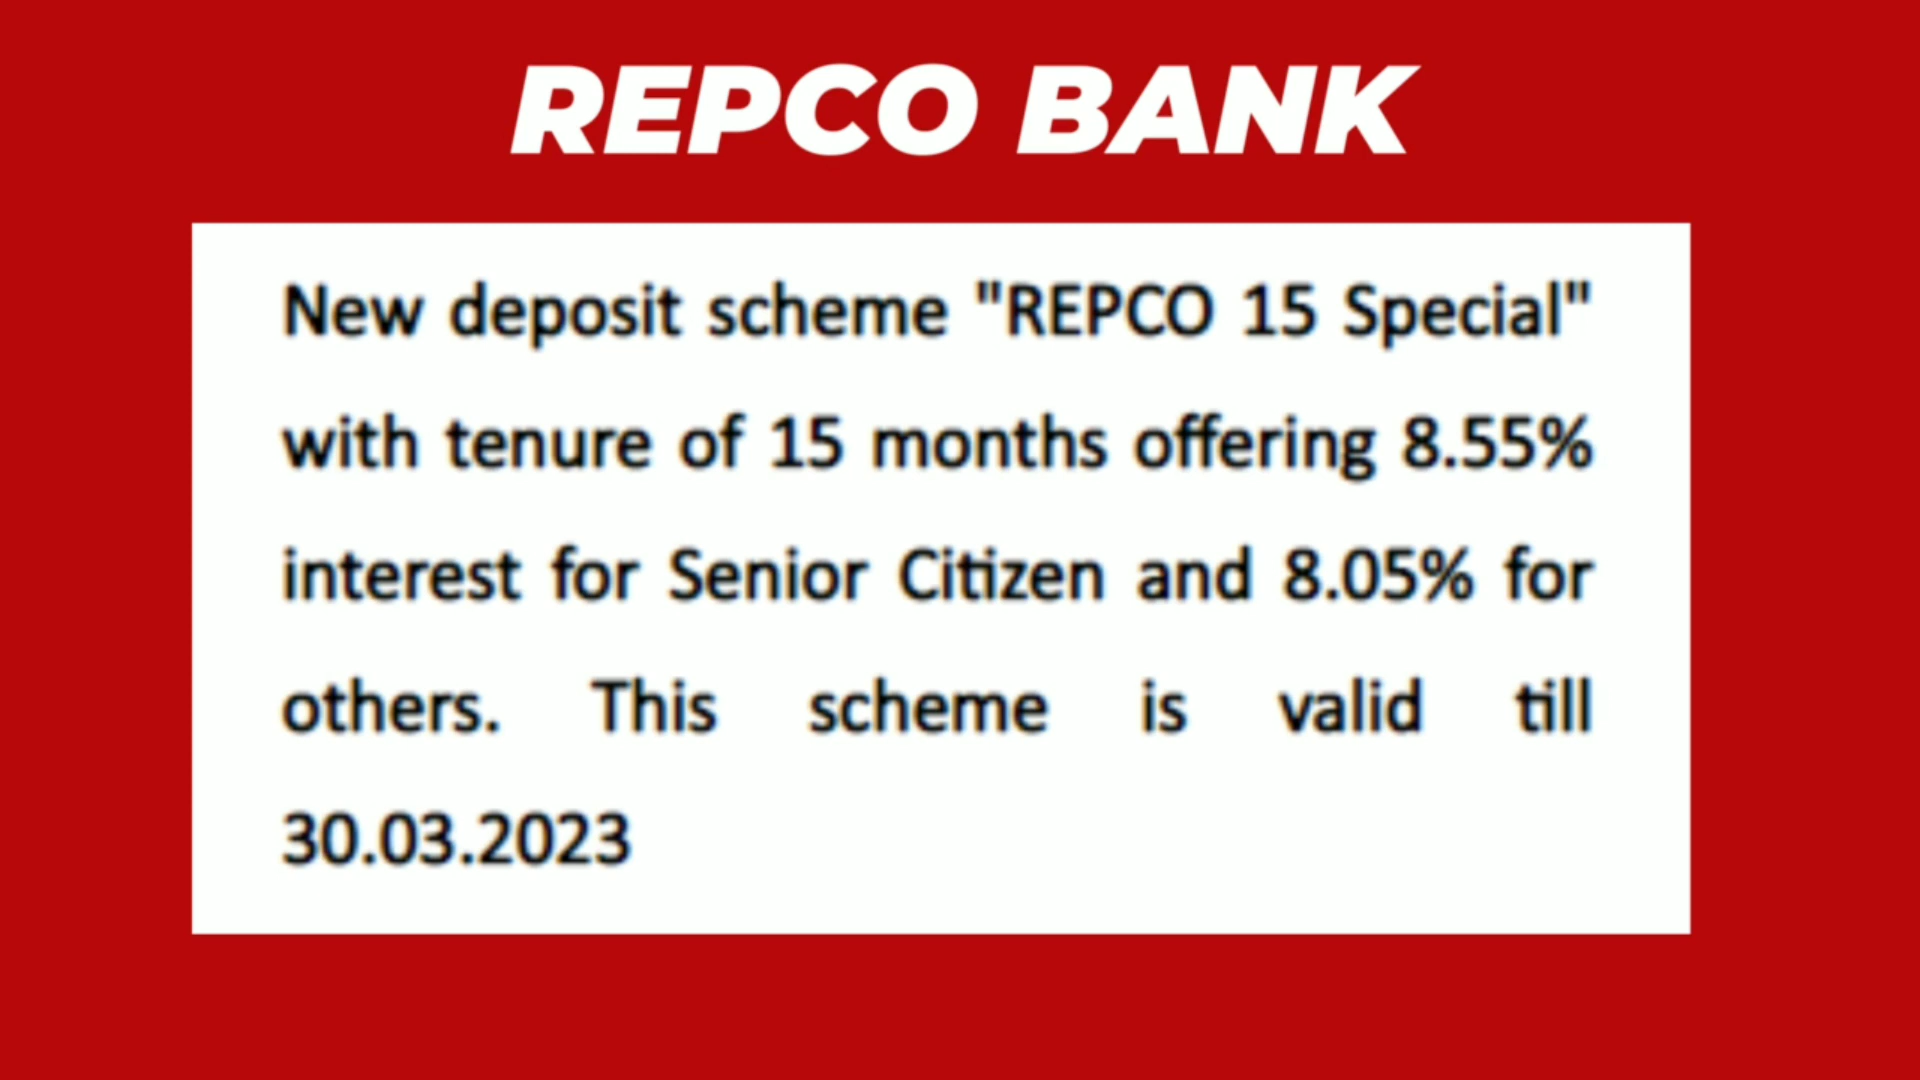 REPCO BANK
New deposit scheme "REPCO 15 Special"
with tenure of 15 months offering 8.55%
interest for Senior Citizen and 8.05% for
others. This scheme is valid till
30.03.2023